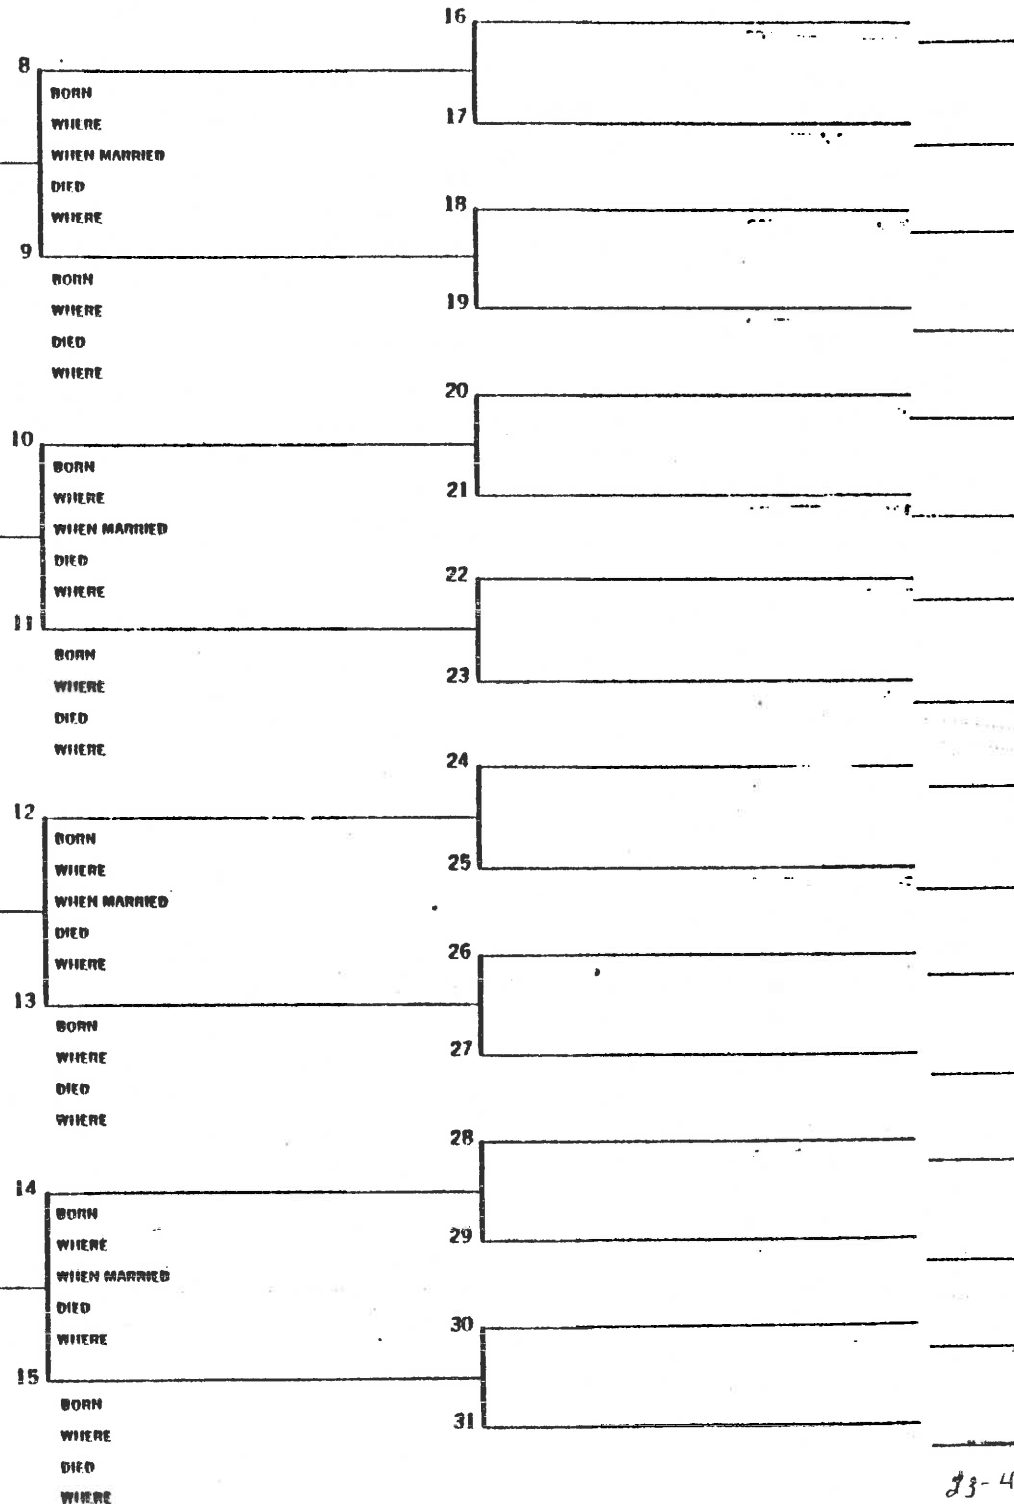 16
8
BORN
WHERE
17
WHEN MARRIED
DIED
18
WHERE
9
BORN
19
WHERE
DIED
WHERE
20
10
BORN
21
WHERE
WHEN MARRIED
DIED
22
WHERE
11
BORN
23
WHERE
DIED
WHERE
24
12
BORN
25
WHERE
WHEN MARRIED
DIED
26
WHERE
13
BORN
27
WHERE
DIED
WHERE
28
14
BORN
29
WHERE
WHEN MARRIED
DIED
30
WHERE
15
BORN
31
WHERE
DIED
WHERE